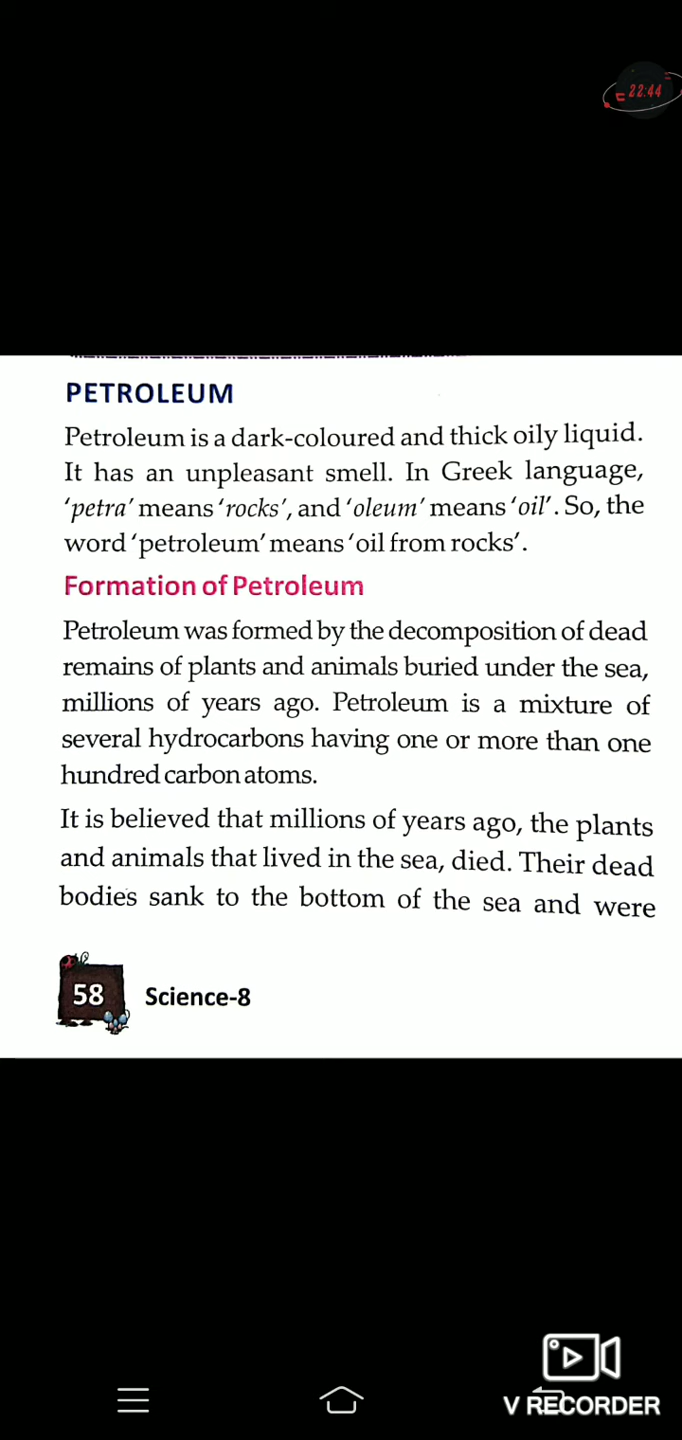 22:44
PETROLEUM
Petroleum is a dark-coloured and thick oily liquid.
It has an unpleasant smell. In Greek language,
‘petra’ means ‘rocks’, and ‘oleum’ means ‘oil’. So, the
word ‘petroleum’ means ‘oil from rocks’.
Formation of Petroleum
Petroleum was formed by the decomposition of dead
remains of plants and animals buried under the sea,
millions of years ago. Petroleum is a mixture of
several hydrocarbons having one or more than one
hundred carbon atoms.
It is believed that millions of years ago, the plants
and animals that lived in the sea, died. Their dead
bodies sank to the bottom of the sea and were
58 Science-8
V RECORDER